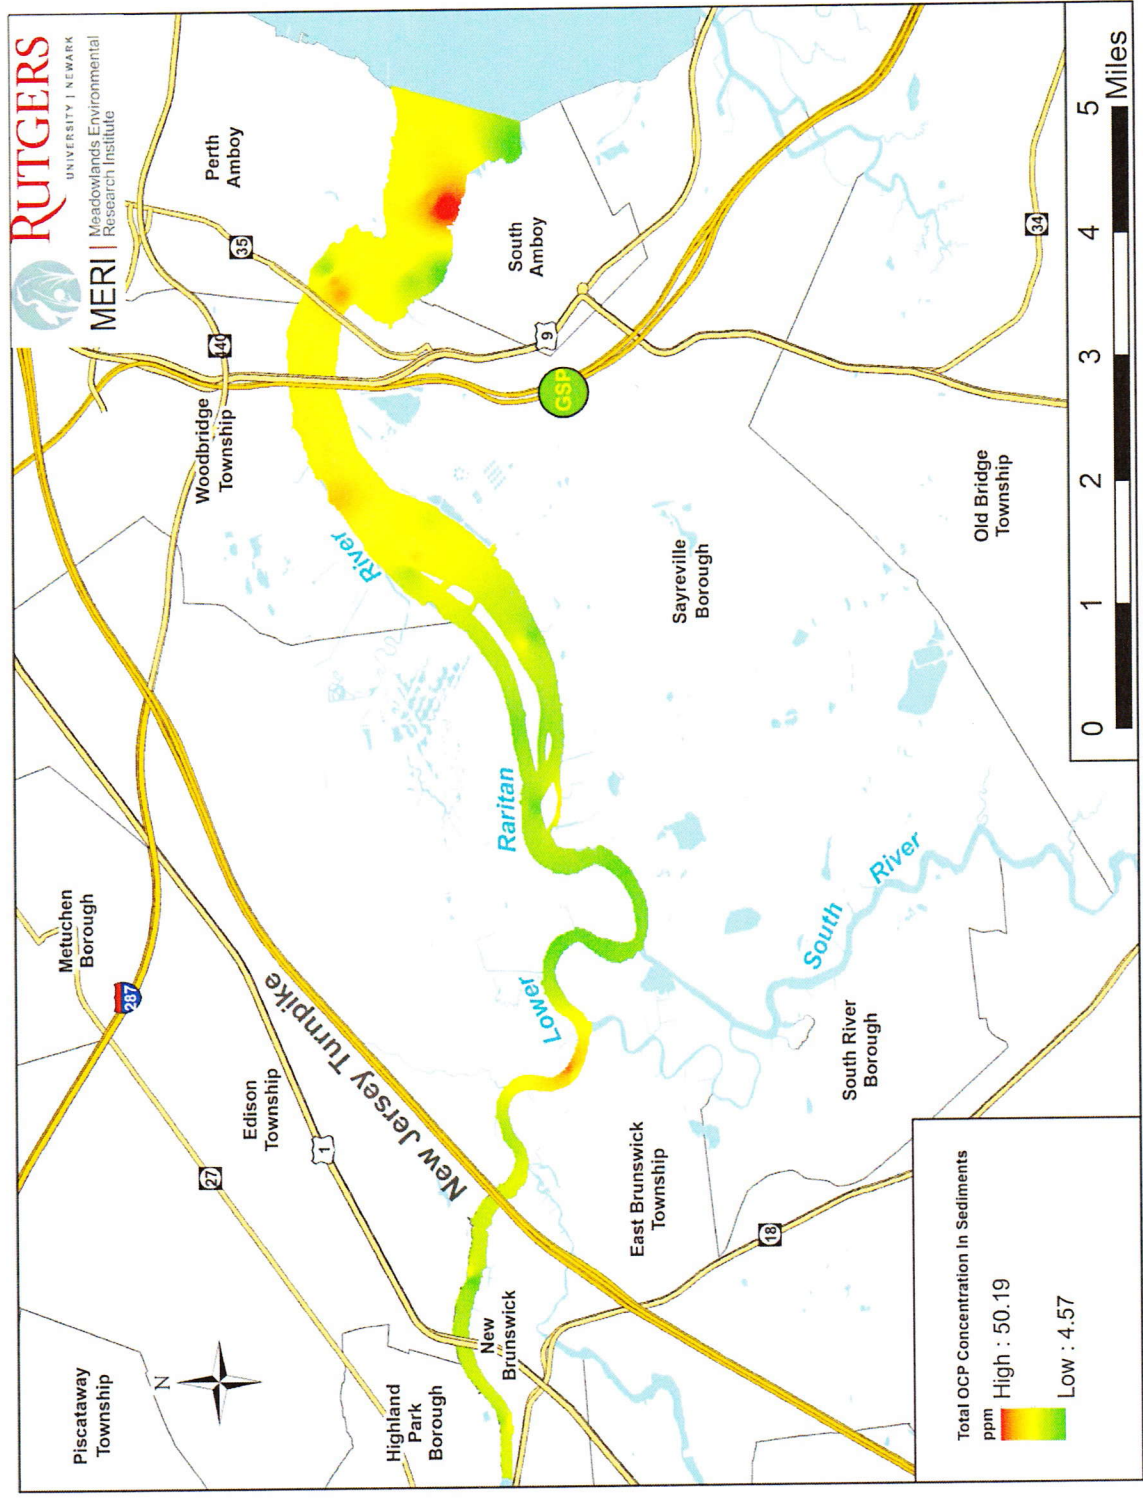 RUTGERS
UNIVERSITY | NEWARK
MERI | Meadowlands Environmental
Research Institute
Piscataway
Township
N
Metuchen
Borough
287
27
Edison
Township
1
New Jersey Turnpike
Highland
Park
Borough
New
Brunswick
Woodbridge
Township
440
Perth
Amboy
35
South
Amboy
9
GSP
River
Raritan
Lower
Sayreville
Borough
East Brunswick
Township
18
South
River
South River
Borough
Old Bridge
Township
34
Total OCP Concentration In Sediments
ppm
High : 50.19
Low : 4.57
0 1 2 3 4 5
Miles